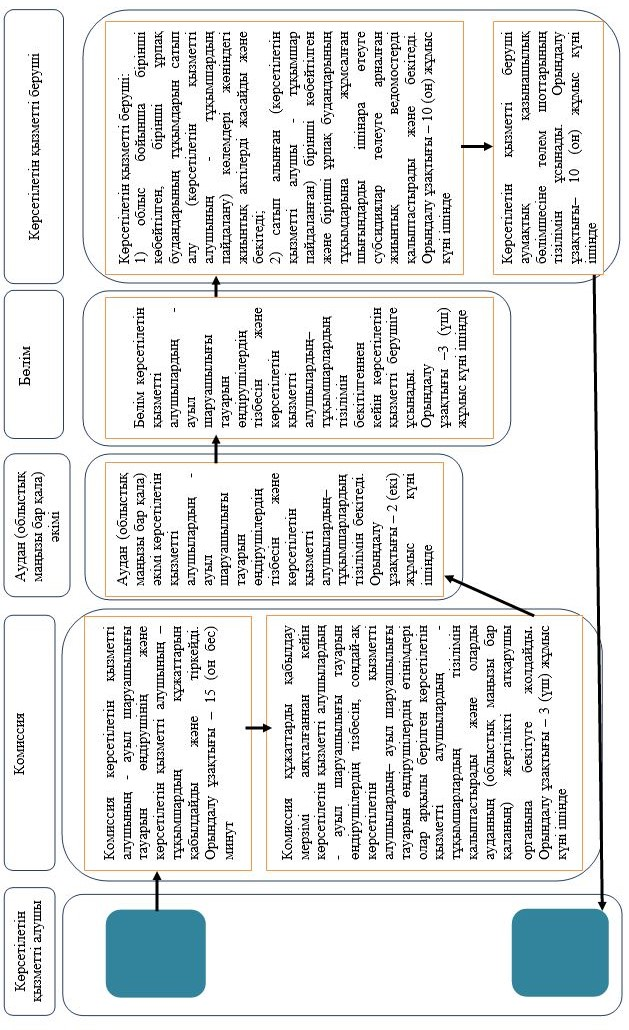 Көрсетілетін
қызметті алушы
Комиссия
Аудан (облыстық
маңызы бар қала)
әкімі
Бөлім
Көрсетілетін қызметті беруші
Комиссия көрсетілетін қызметті
алушының - ауыл шаруашылығы
тауарын өндірушінің және
көрсетілетін қызметті алушының –
тұқымшардың құжаттарын
қабылдайды және тіркейді.
Орындалу ұзақтығы – 15 (он бес)
минут
Комиссия құжаттарды қабылдау
мерзімі аяқталғаннан кейін
көрсетілетін қызметті алушылардың
- ауыл шаруашылығы тауарын
өндірушілердің тізбесін, сондай-ақ
көрсетілетін қызметті
алушылардың– ауыл шаруашылығы
тауарын өндірушілердің өтінімдері
олар арқылы берілген көрсетілетін
қызметті алушылардың -
тұқымшарлардың тізілімін
қалыптастырады және оларды
ауданның (облыстық маңызы бар
қаланың) жергілікті атқарушы
органына бекітуге жолдайды.
Орындалу ұзақтығы – 3 (үш) жұмыс
күні ішінде
Аудан (облыстық
маңызы бар қала)
әкімі көрсетілетін
қызметті
алушылардың -
ауыл
шаруашылығы
тауарын
өндірушілердің
тізбесін және
көрсетілетін
қызметті
алушылардың–
тұқымшарлардың
тізілімін бекітеді.
Орындалу
ұзақтығы – 2 (екі)
жұмыс күні
ішінде
Бөлім көрсетілетін
қызметті
алушылардың -
ауыл
шаруашылығы
тауарын
өндірушілердің
тізбесін және
көрсетілетін
қызметті
алушылардың–
тұқымшарлардың
тізілімін
бекітілгеннен
кейін көрсетілетін
қызметті берушіге
ұсынады.
Орындалу
ұзақтығы –3 (үш)
жұмыс күні ішінде
Көрсетілетін қызметті беруші:
1) облыс бойынша бірінші
көбейтілген, бірінші ұрпақ
будандарының тұқымдарын сатып
алу (көрсетілетін қызметті
алушының - тұқымшардың
пайдалану) көлемдері жөніндегі
жиынтық актілерді жасайды және
бекітеді;
2) сатып алынған (көрсетілетін
қызметті алушы - тұқымшар
пайдаланған) бірінші көбейтілген
және бірінші ұрпақ будандарының
тұқымдарына жұмсалған
шығындарды ішінара өтеуге
субсидиялар төлеуге арналған
жиынтық ведомостерді
қалыптастырады және бекітеді.
Орындалу ұзақтығы – 10 (он) жұмыс
күні ішінде
Көрсетілетін қызметті беруші
аумақтық қазынашылық
бөлімшесіне төлем шоттарының
тізілімін ұсынады. Орындалу
ұзақтығы– 10 (он) жұмыс күні
ішінде